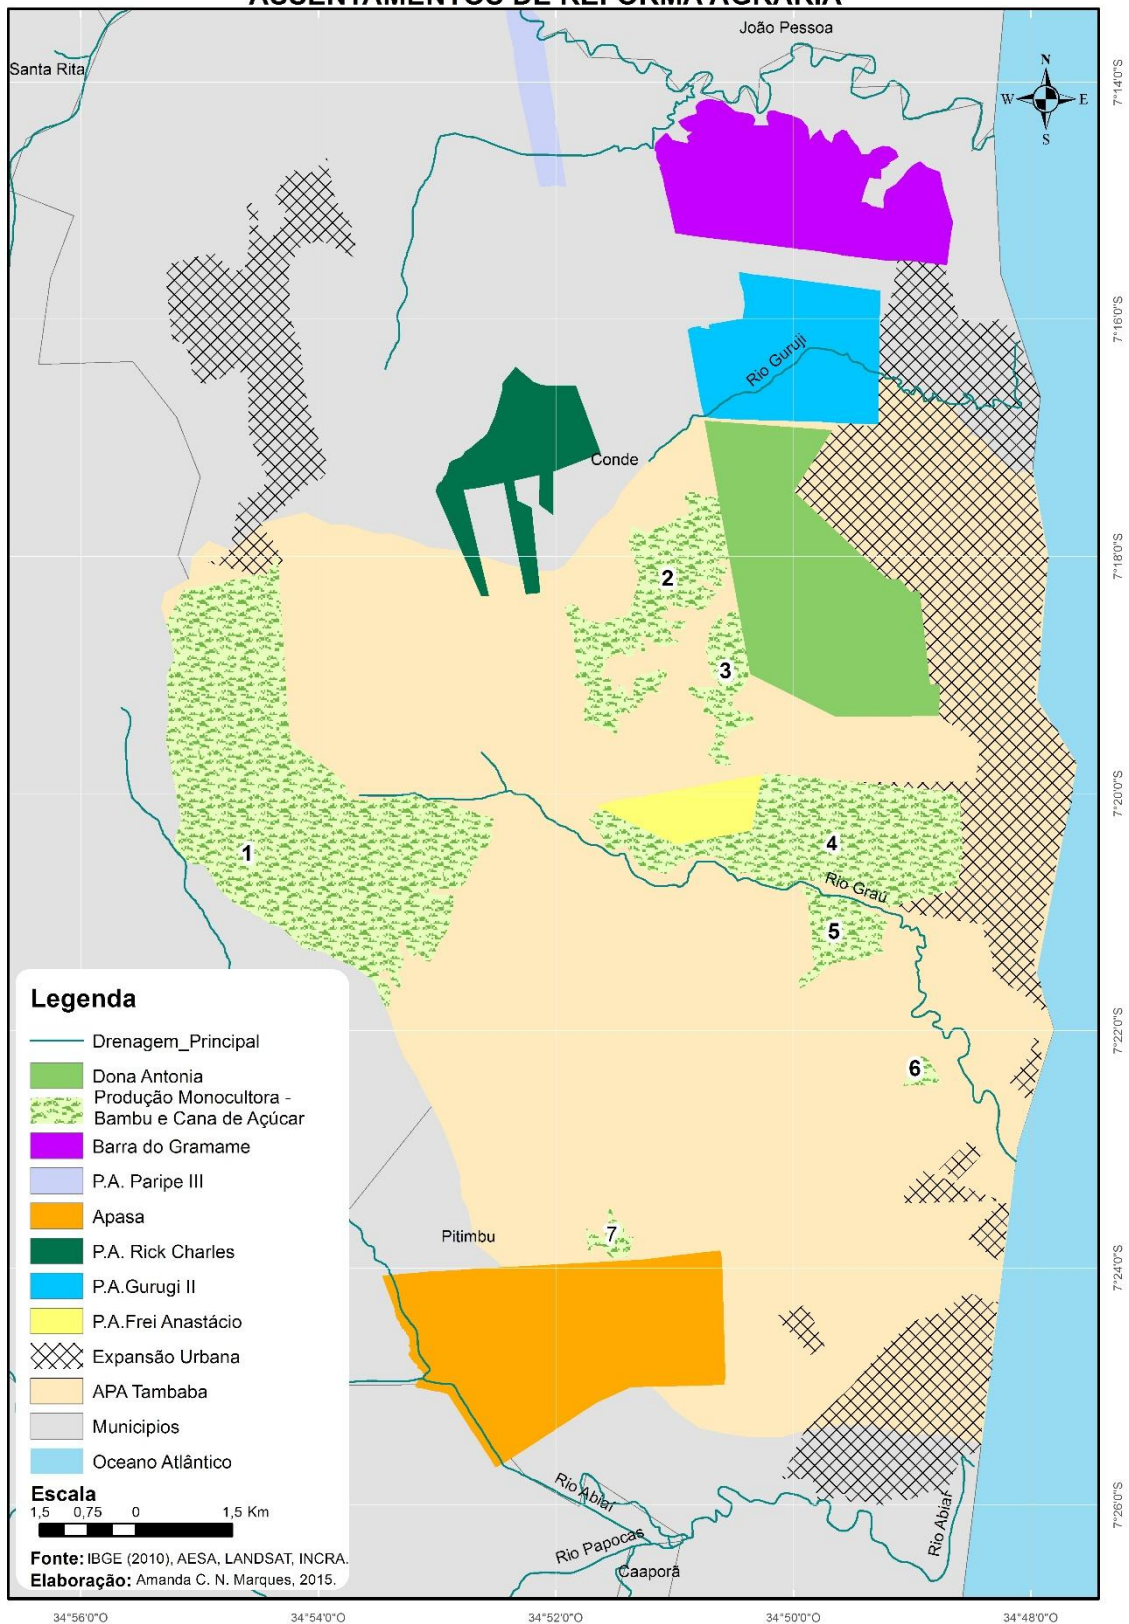 ASSENTAMENTOS DE REFORMA AGRÁRIA
João Pessoa
Santa Rita
N
W E
S
7°14'0"S
7°16'0"S
Rio Guruji
Conde
7°18'0"S
2
3
7°20'0"S
1
4
Rio Graú
5
7°22'0"S
6
Pitimbu
7
7°24'0"S
Legenda
Drenagem_Principal
Dona Antonia
Produção Monocultora -
Bambu e Cana de Açúcar
Barra do Gramame
P.A. Paripe III
Apasa
P.A. Rick Charles
P.A.Gurugi II
P.A.Frei Anastácio
Expansão Urbana
APA Tambaba
Municipios
Oceano Atlântico
Escala
1,5 0,75 0 1,5 Km
Fonte: IBGE (2010), AESA, LANDSAT, INCRA.
Elaboração: Amanda C. N. Marques, 2015.
Rio Abiaí
Rio Papocas
Caaporã
Rio Abiaí
7°26'0"S
34°56'0"O 34°54'0"O 34°52'0"O 34°50'0"O 34°48'0"O